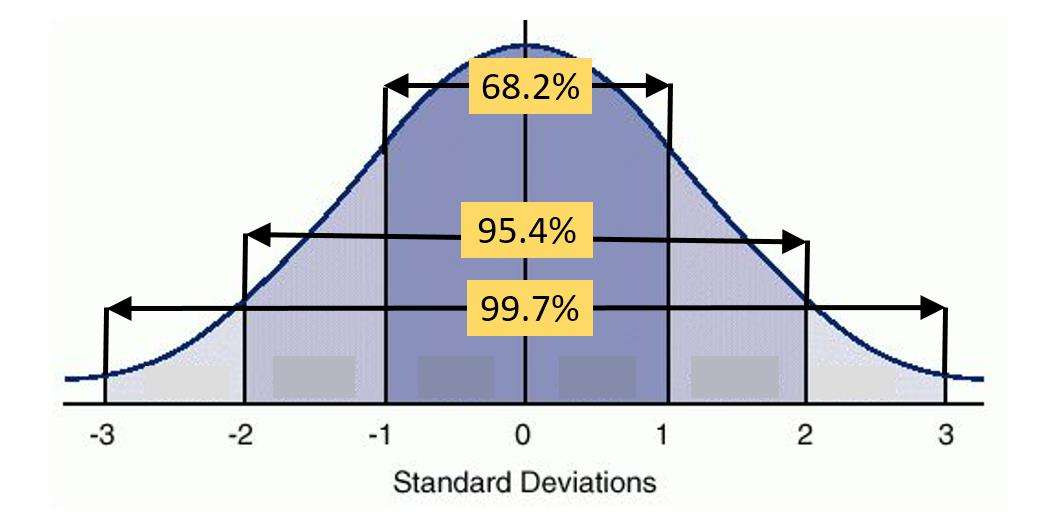 68.2%
95.4%
99.7%
-3 -2 -1 0 1 2 3
Standard Deviations